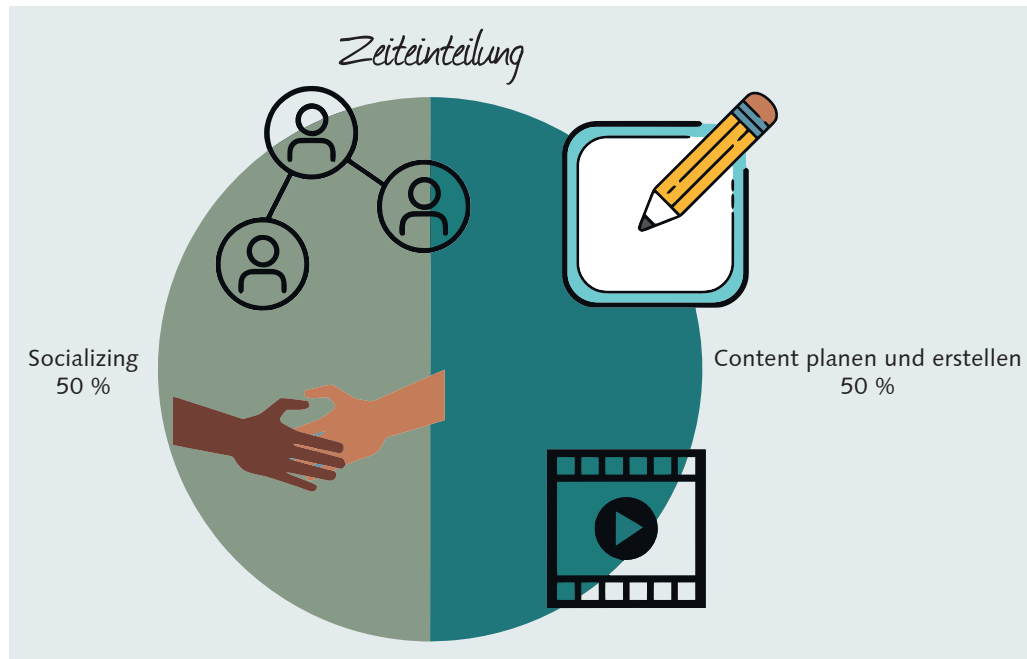 Zeiteinteilung
Socializing
50 %
Content planen und erstellen
50 %